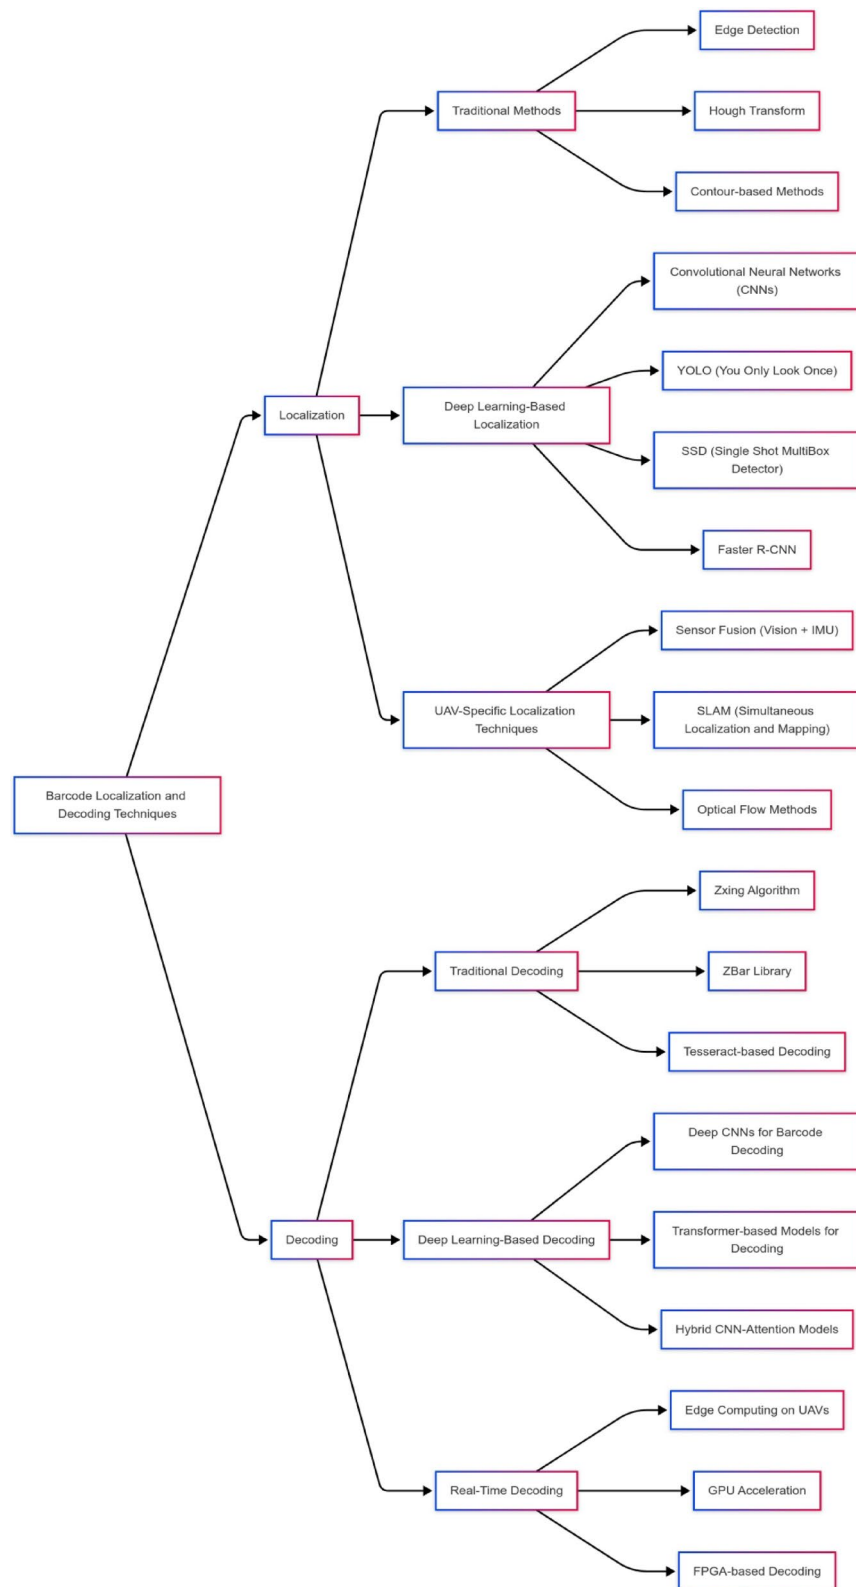 Edge Detection
Traditional Methods
Hough Transform
Contour-based Methods
Convolutional Neural Networks
(CNNs)
YOLO (You Only Look Once)
Localization
Deep Learning-Based
Localization
SSD (Single Shot MultiBox
Detector)
Faster R-CNN
Sensor Fusion (Vision + IMU)
UAV-Specific Localization
Techniques
SLAM (Simultaneous
Localization and Mapping)
Optical Flow Methods
Barcode Localization and
Decoding Techniques
Zxing Algorithm
Traditional Decoding
ZBar Library
Tesseract-based Decoding
Deep CNNs for Barcode
Decoding
Decoding
Deep Learning-Based Decoding
Transformer-based Models for
Decoding
Hybrid CNN-Attention Models
Edge Computing on UAVs
Real-Time Decoding
GPU Acceleration
FPGA-based Decoding